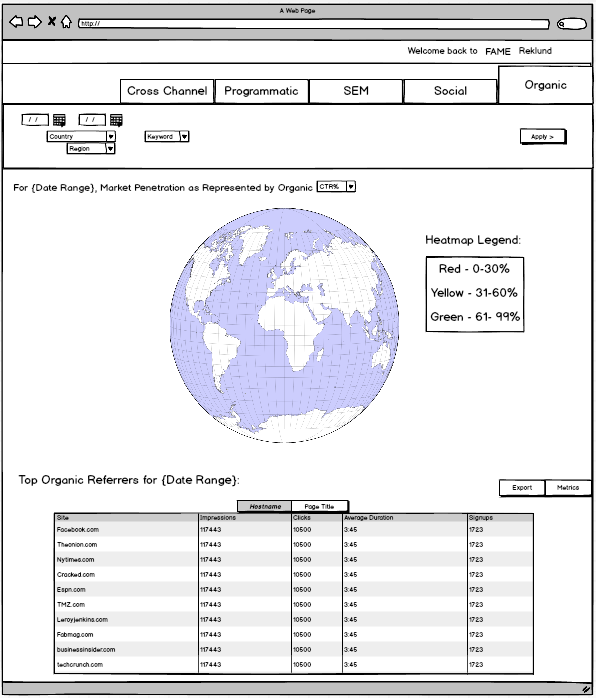 A Web Page
http://
Welcome back to FAME Reklund
Cross Channel Programmatic SEM Social Organic
/ / / /
Country Keyword Apply >
Region
For {Date Range}, Market Penetration as Represented by Organic CTR%
Heatmap Legend:
Red - 0-30%
Yellow - 31-60%
Green - 61- 99%
Top Organic Referrers for {Date Range}:
Export Metrics
Hostname Page Title
Site Impressions Clicks Average Duration Signups
Facebook.com 117443 10500 3:45 1723
Theonion.com 117443 10500 3:45 1723
Nytimes.com 117443 10500 3:45 1723
Cracked.com 117443 10500 3:45 1723
Espn.com 117443 10500 3:45 1723
TMZ.com 117443 10500 3:45 1723
Leroyjenkins.com 117443 10500 3:45 1723
Fabmag.com 117443 10500 3:45 1723
businessinsider.com 117443 10500 3:45 1723
techcrunch.com 117443 10500 3:45 1723